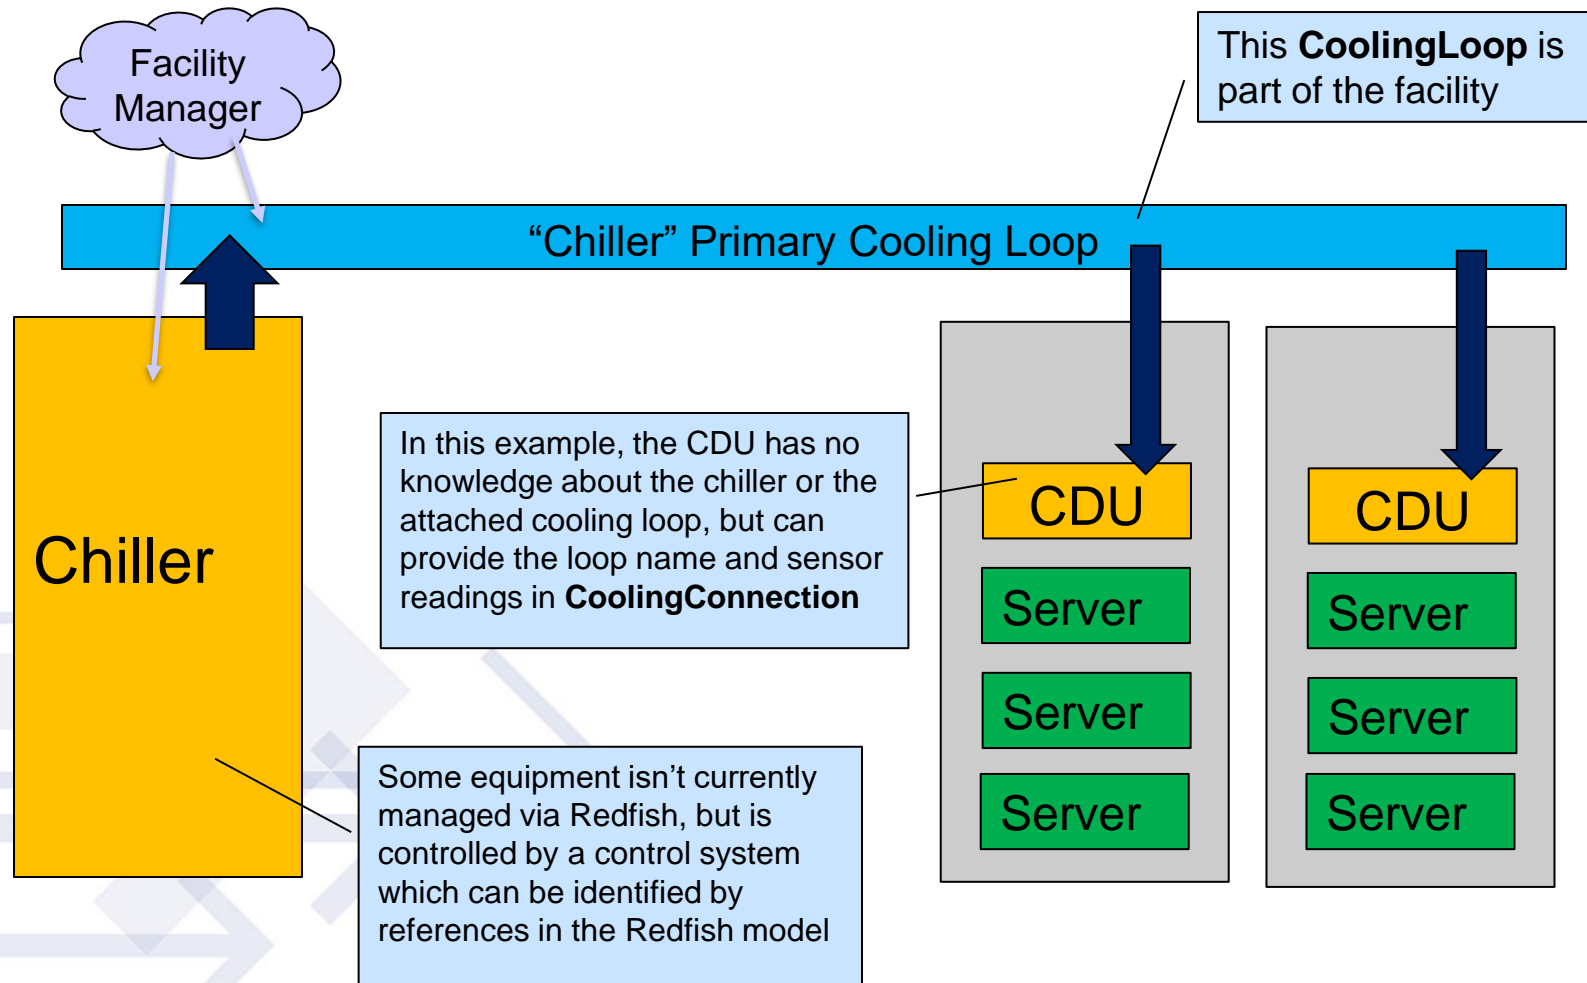 Facility
Manager
This CoolingLoop is
part of the facility
“Chiller” Primary Cooling Loop
Chiller
In this example, the CDU has no
knowledge about the chiller or the
attached cooling loop, but can
provide the loop name and sensor
readings in CoolingConnection
CDU
Server
Server
Server
CDU
Server
Server
Server
Some equipment isn’t currently
managed via Redfish, but is
controlled by a control system
which can be identified by
references in the Redfish model